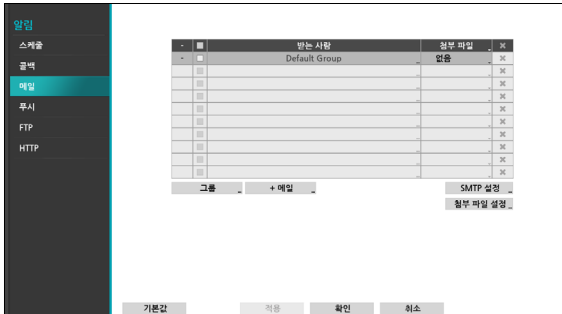 알림
스케줄
콜백
메일
푸시
FTP
HTTP
- 받는 사람 첨부 파일
- Default Group 없음
그룹 + 메일 SMTP 설정
첨부 파일 설정
기본값 적용 확인 취소